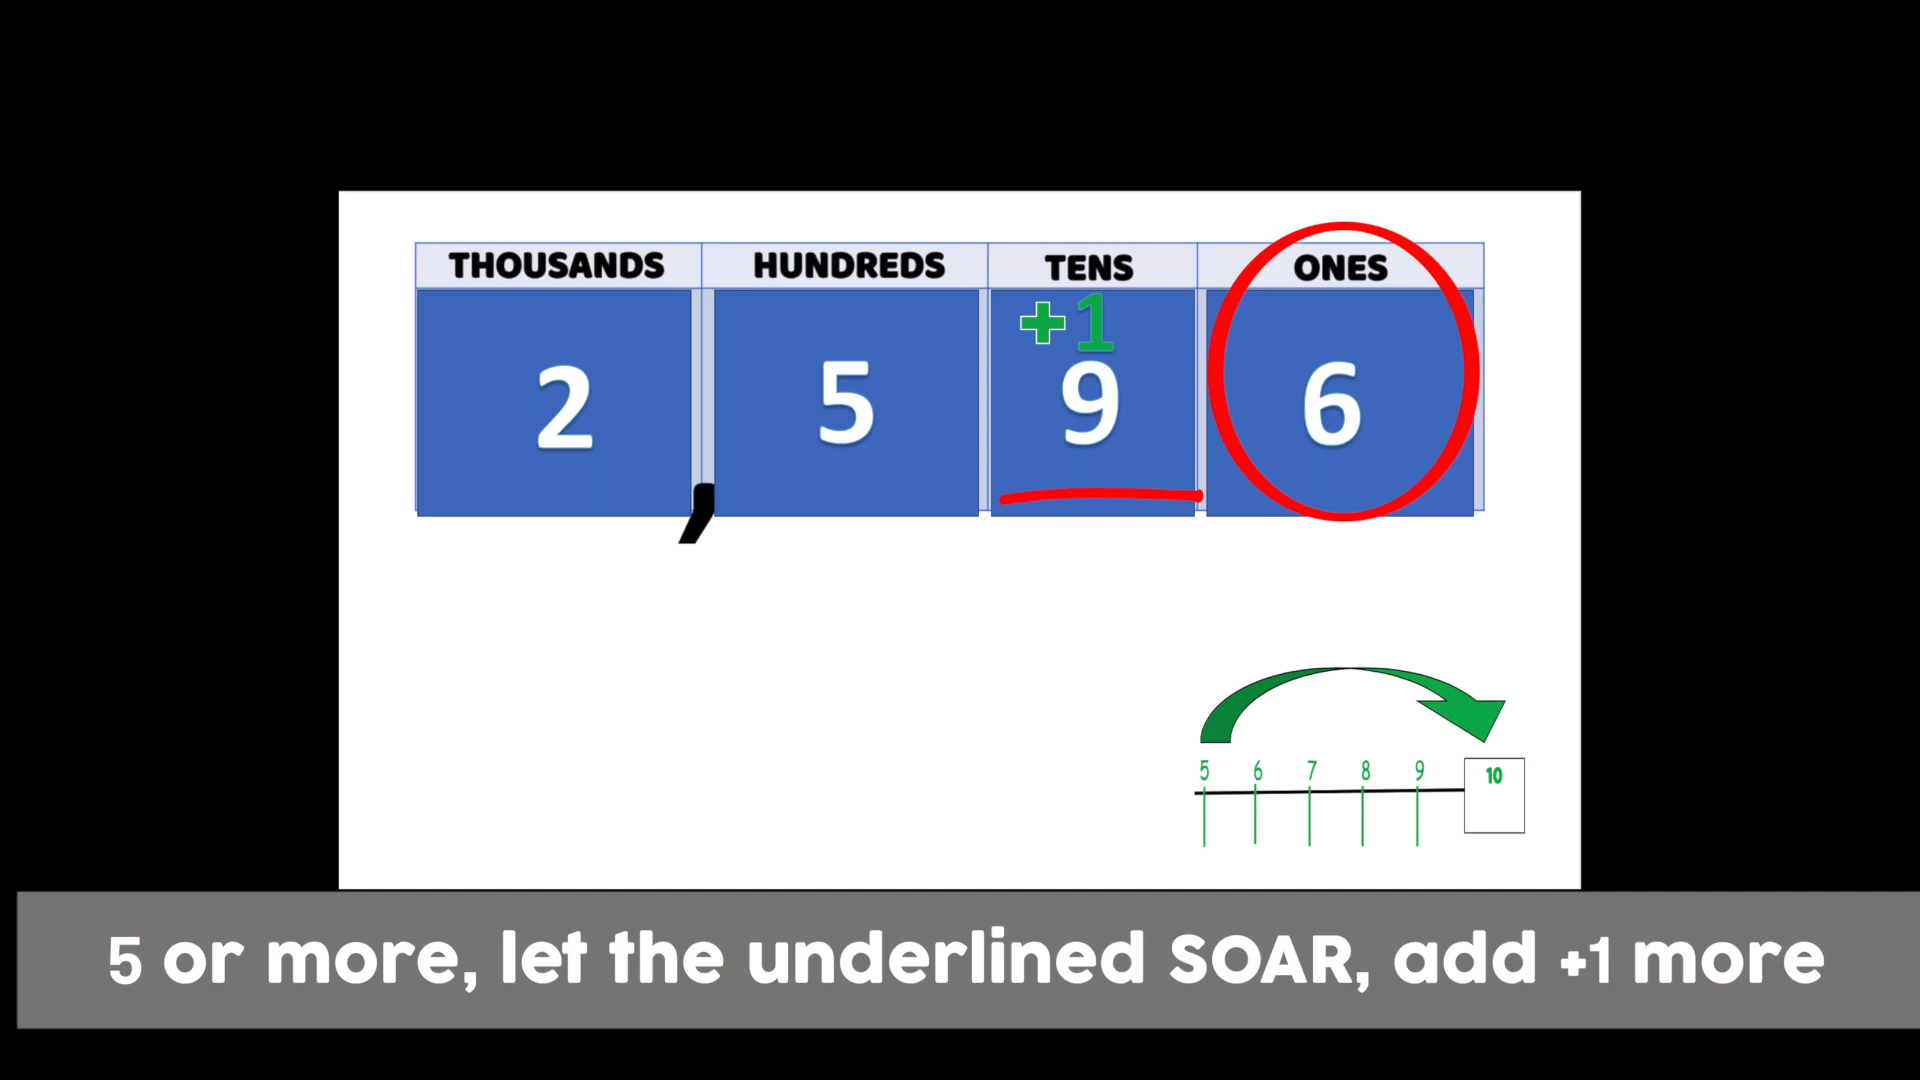 THOUSANDS HUNDREDS TENS ONES
+1
2 , 5 9 6
5 6 7 8 9 10
5 or more, let the underlined SOAR, add +1 more